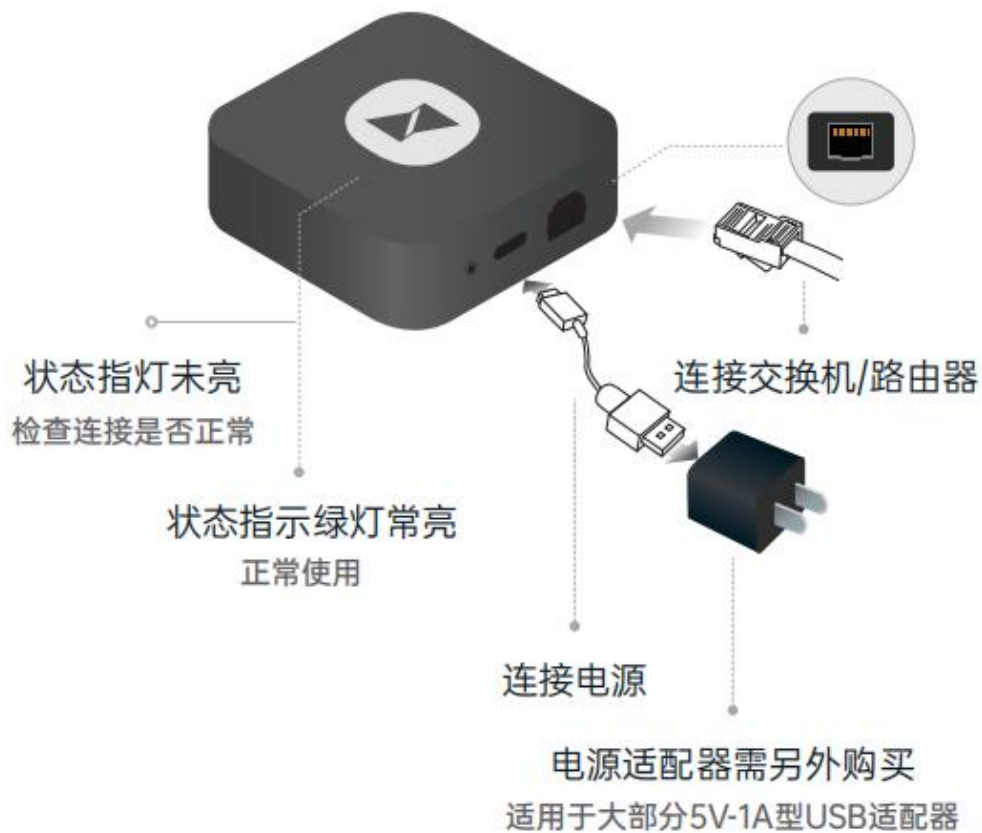 状态指灯未亮
检查连接是否正常
连接交换机/路由器
状态指示绿灯常亮
正常使用
连接电源
电源适配器需另外购买
适用于大部分5V-1A型USB适配器